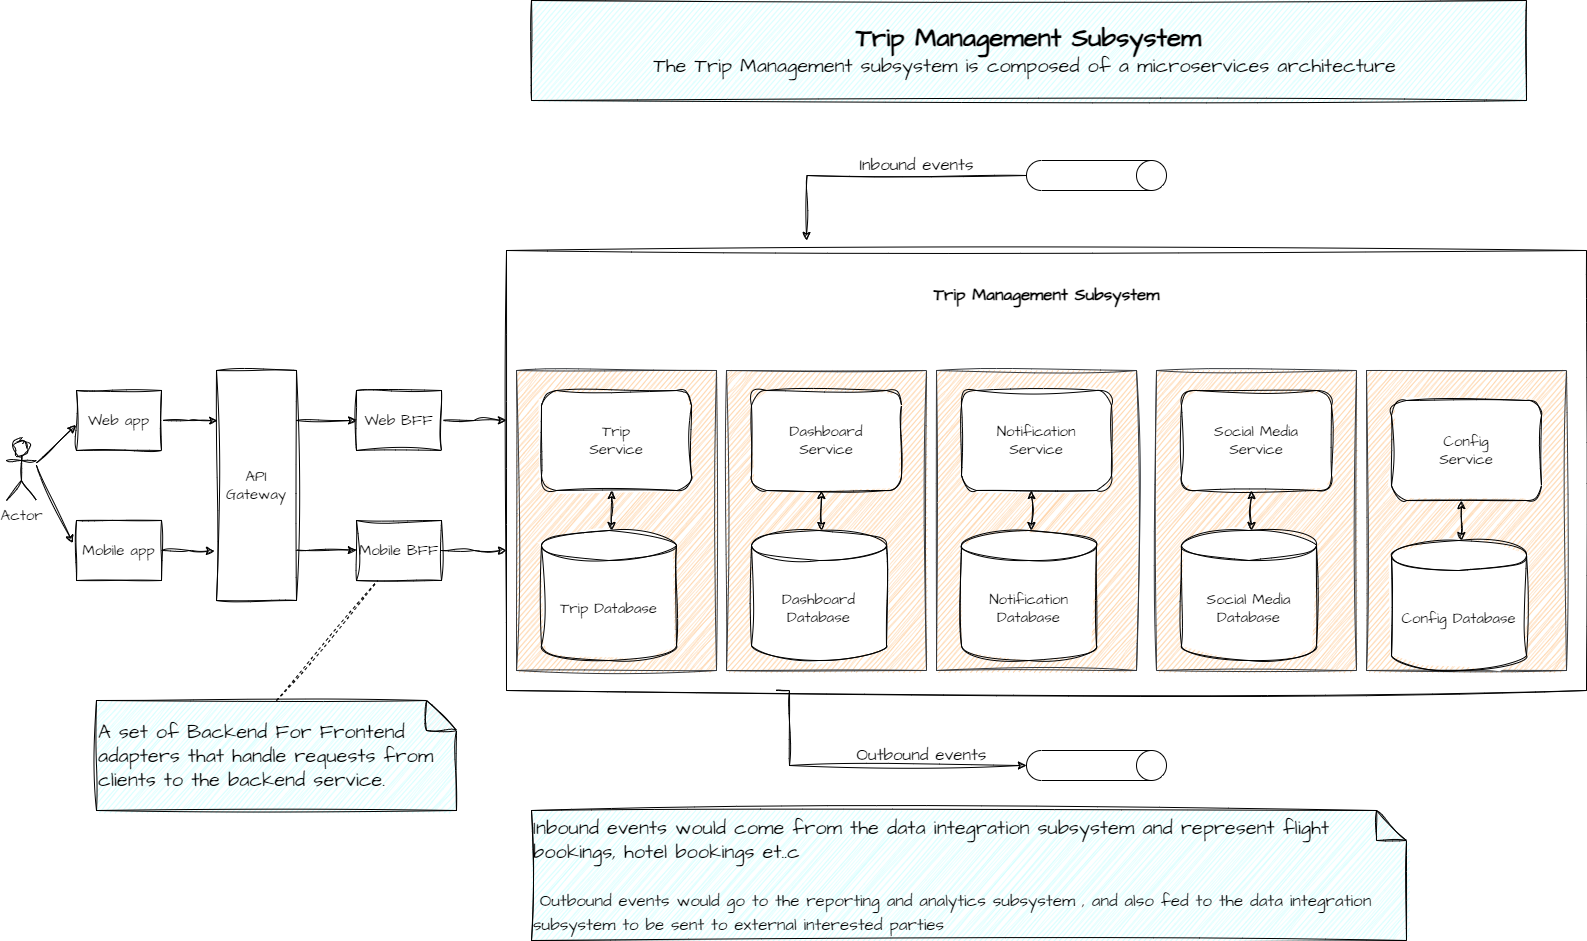 Trip Management Subsystem
The Trip Management subsystem is composed of a microservices architecture
Inbound events
Trip Management Subsystem
Web app
Web BFF
API
Gateway
Actor
Mobile app
Mobile BFF
Trip
Service
Dashboard
Service
Notification
Service
Social Media
Service
Config
Service
Trip Database
Dashboard
Database
Notification
Database
Social Media
Database
Config Database
A set of Backend For Frontend
adapters that handle requests from
clients to the backend service.
Outbound events
Inbound events would come from the data integration subsystem and represent flight
bookings, hotel bookings et..c
Outbound events would go to the reporting and analytics subsystem , and also fed to the data integration
subsystem to be sent to external interested parties